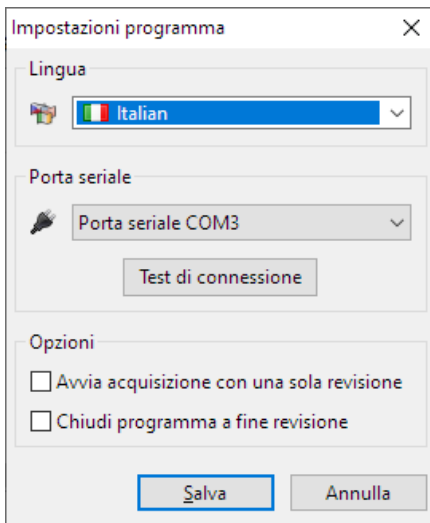 Impostazioni programma
Lingua
Italian
Porta seriale
Porta seriale COM3
Test di connessione
Opzioni
Avvia acquisizione con una sola revisione
Chiudi programma a fine revisione
Salva
Annulla